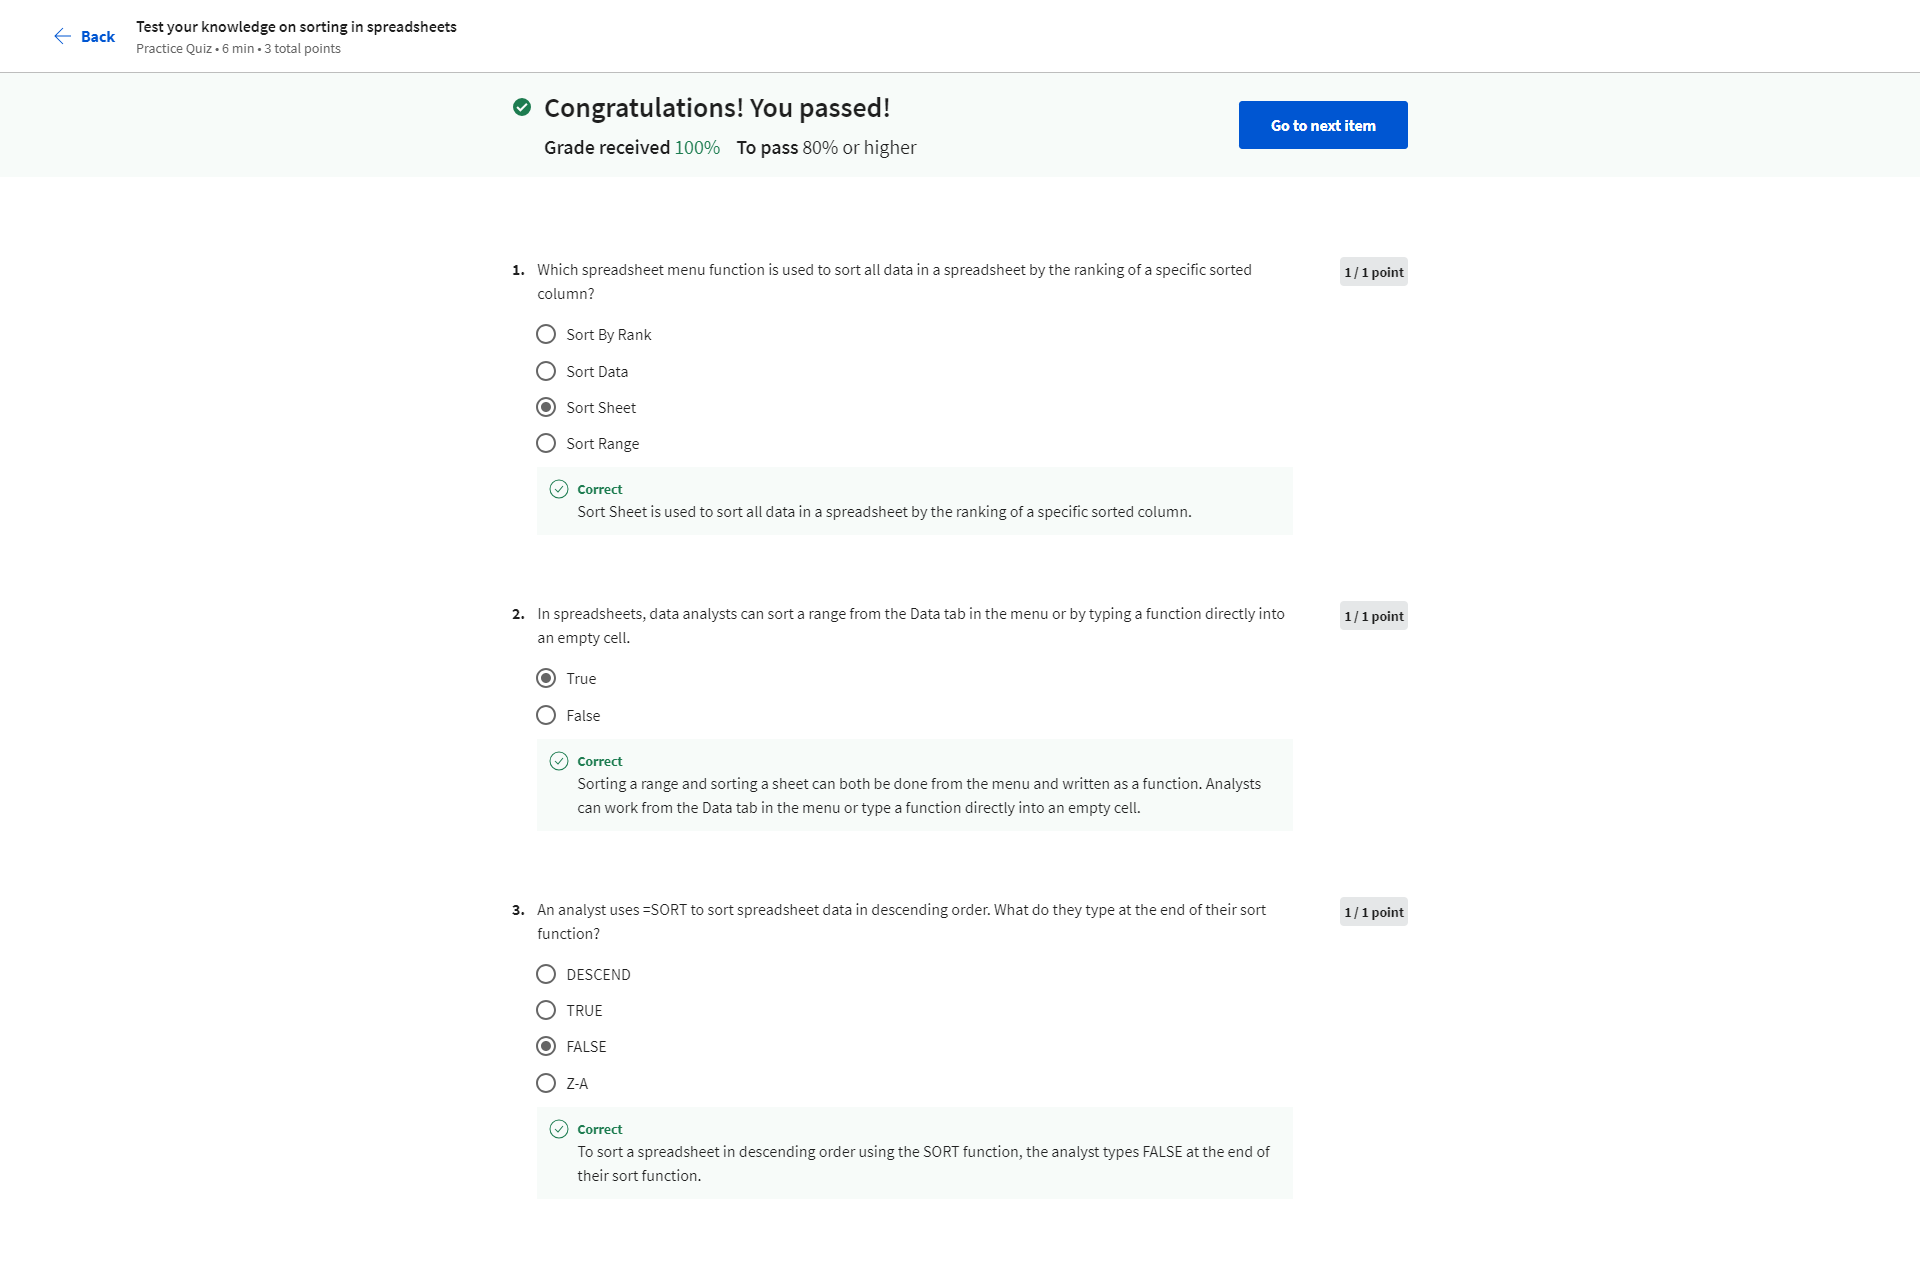 Back
Test your knowledge on sorting in spreadsheets
Practice Quiz • 6 min • 3 total points
Congratulations! You passed!
Grade received 100% To pass 80% or higher
Go to next item
1. Which spreadsheet menu function is used to sort all data in a spreadsheet by the ranking of a specific sorted
column?
1 / 1 point
Sort By Rank
Sort Data
Sort Sheet
Sort Range
Correct
Sort Sheet is used to sort all data in a spreadsheet by the ranking of a specific sorted column.
2. In spreadsheets, data analysts can sort a range from the Data tab in the menu or by typing a function directly into
an empty cell.
1 / 1 point
True
False
Correct
Sorting a range and sorting a sheet can both be done from the menu and written as a function. Analysts
can work from the Data tab in the menu or type a function directly into an empty cell.
3. An analyst uses =SORT to sort spreadsheet data in descending order. What do they type at the end of their sort
function?
1 / 1 point
DESCEND
TRUE
FALSE
Z-A
Correct
To sort a spreadsheet in descending order using the SORT function, the analyst types FALSE at the end of
their sort function.